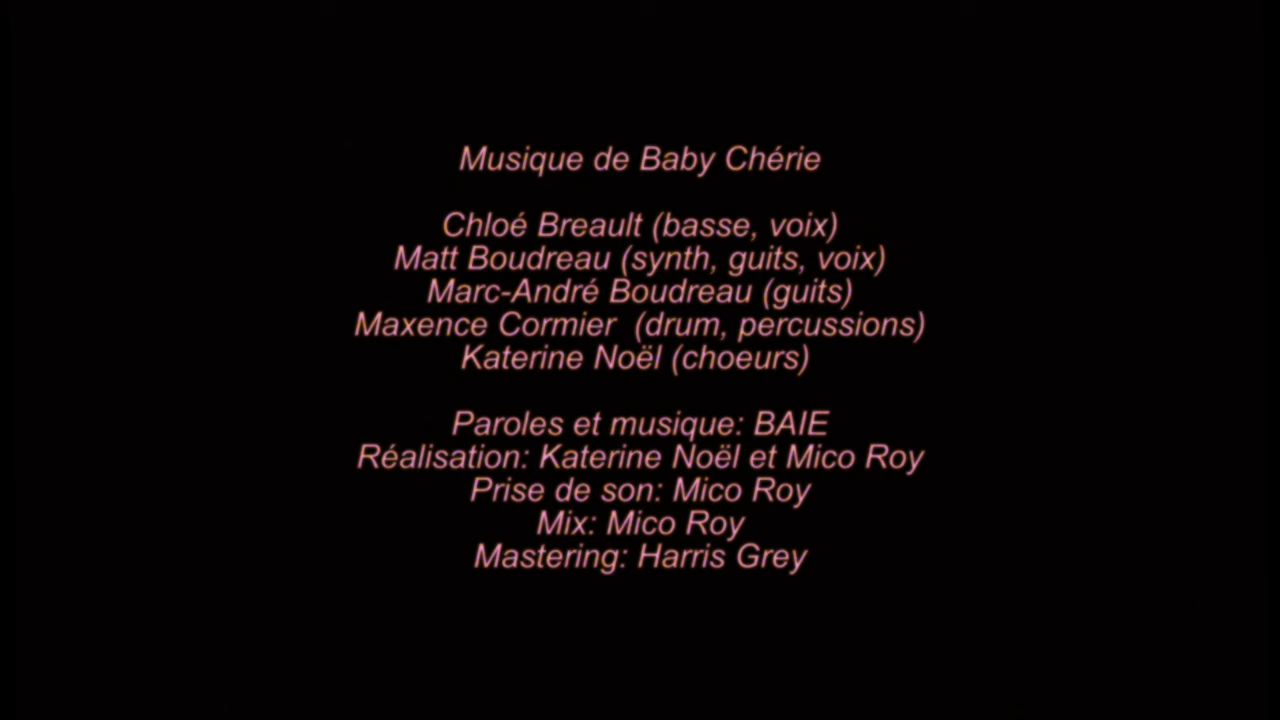 Musique de Baby Chérie
Chloé Breault (basse, voix)
Matt Boudreau (synth, guits, voix)
Marc-André Boudreau (guits)
Maxence Cormier  (drum, percussions)
Katerine Noël (choeurs)
Paroles et musique: BAIE
Réalisation: Katerine Noël et Mico Roy
Prise de son: Mico Roy
Mix: Mico Roy
Mastering: Harris Grey